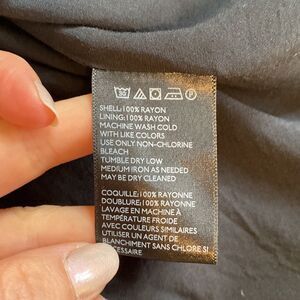 SHELL:100% RAYON
LINING:100% RAYON
MACHINE WASH COLD
WITH LIKE COLORS
USE ONLY NON-CHLORINE
BLEACH
TUMBLE DRY LOW
MEDIUM IRON AS NEEDED
MAY BE DRY CLEANED
COQUILLE:100% RAYONNE
DOUBLURE:100% RAYONNE
LAVAGE EN MACHINE À
TEMPÉRATURE FROIDE
AVEC COULEURS SIMILAIRES
UTILISER UN AGENT DE
BLANCHIMENT SANS CHLORE SI